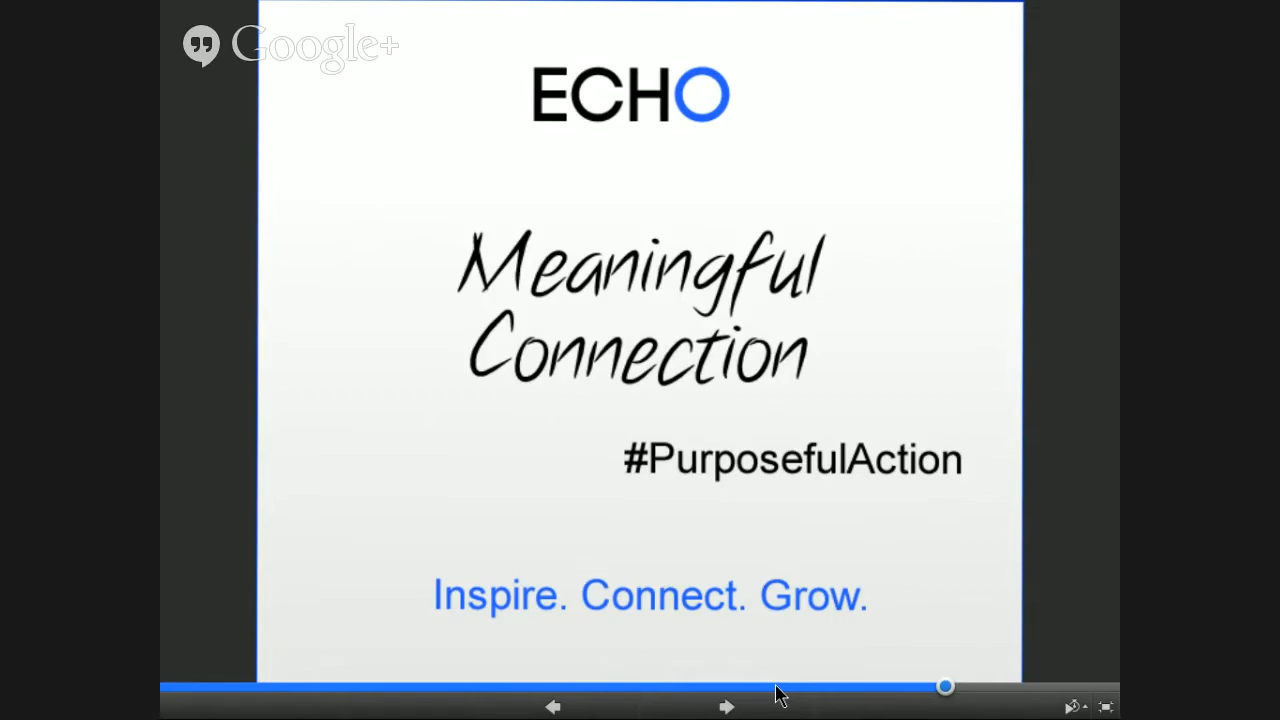 Google+
ECHO
Meaningful
Connection
#PurposefulAction
Inspire. Connect. Grow.